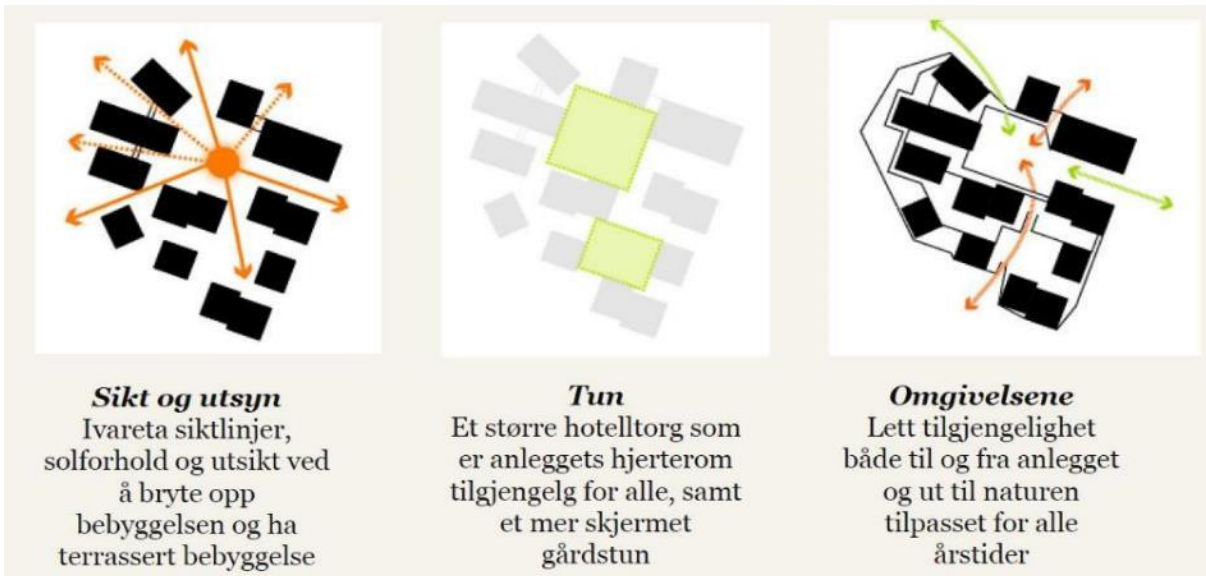 Sikt og utsyn
Ivareta siktlinjer,
solforhold og utsikt ved
å bryte opp
bebyggelsen og ha
terrassert bebyggelse
Tun
Et større hotelltorg som
er anleggets hjerterom
tilgjengelg for alle, samt
et mer skjermet
gårdstun
Omgivelsene
Lett tilgjengelighet
både til og fra anlegget
og ut til naturen
tilpasset for alle
årstider